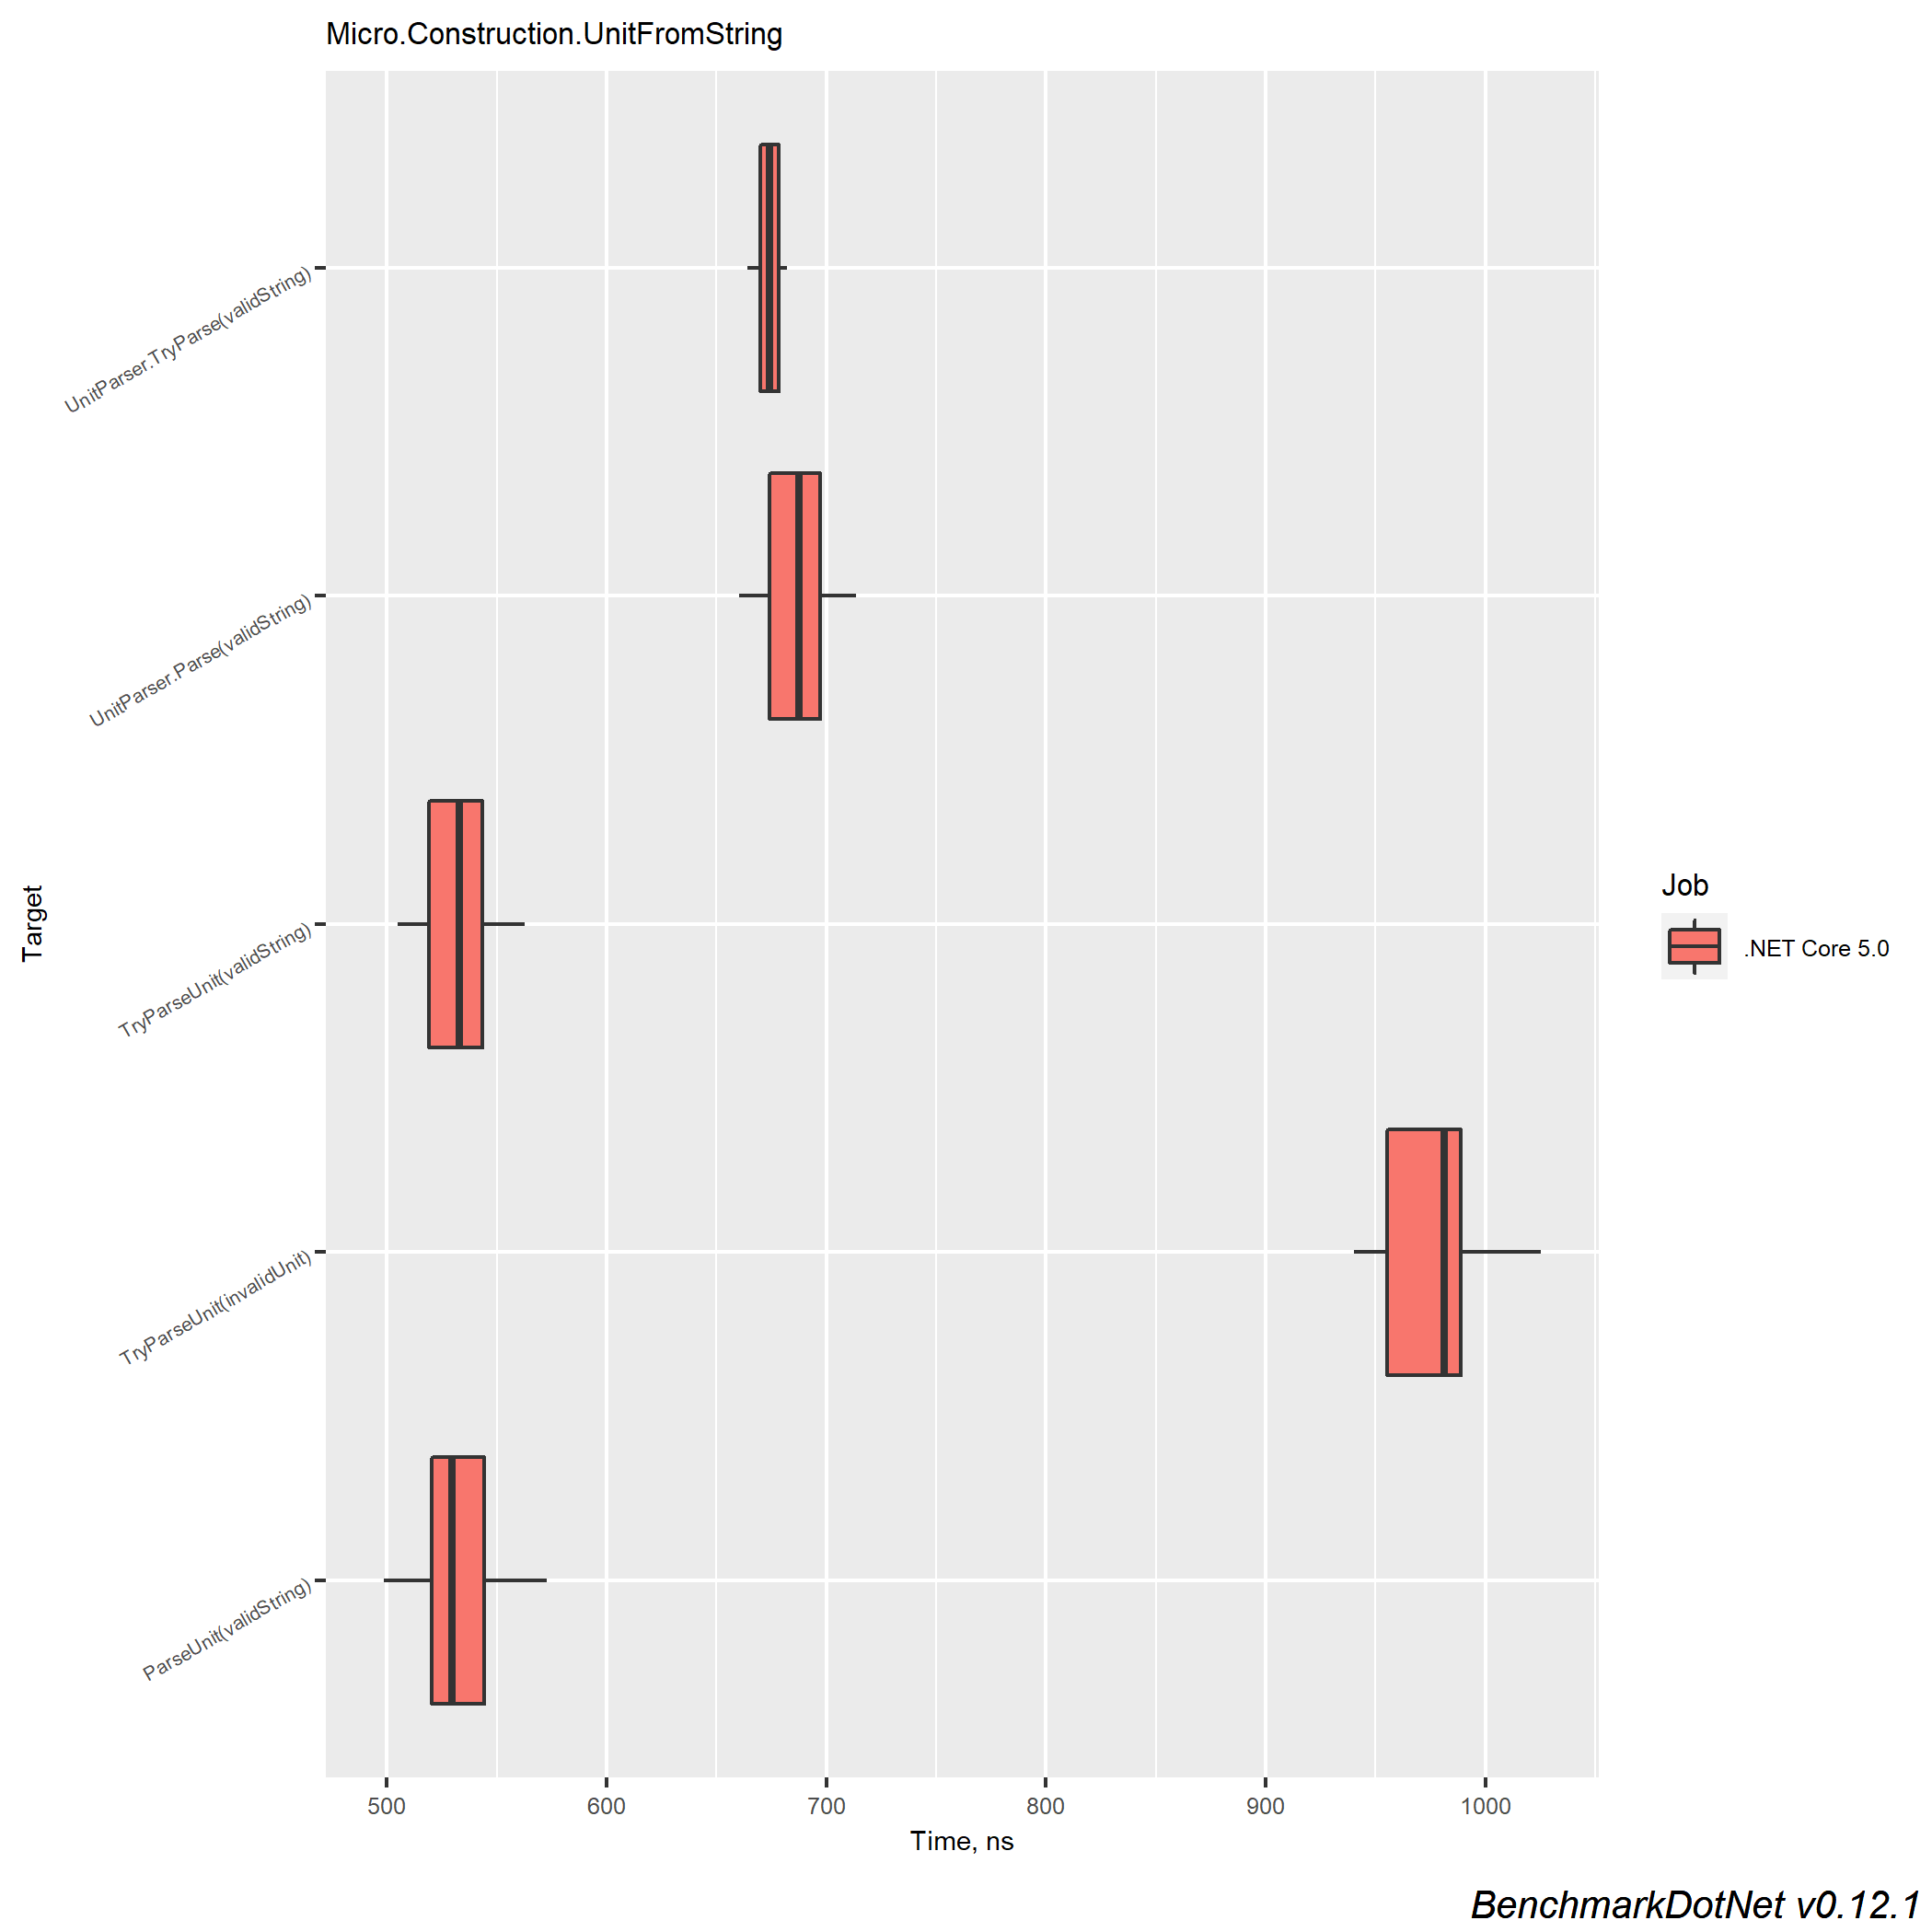 Micro.Construction.UnitFromString
UnitParser.TryParse(validString)
UnitParser.Parse(validString)
TryParseUnit(validString)
TryParseUnit(invalidUnit)
ParseUnit(validString)
Target
500 600 700 800 900 1000
Time, ns
Job
.NET Core 5.0
BenchmarkDotNet v0.12.1